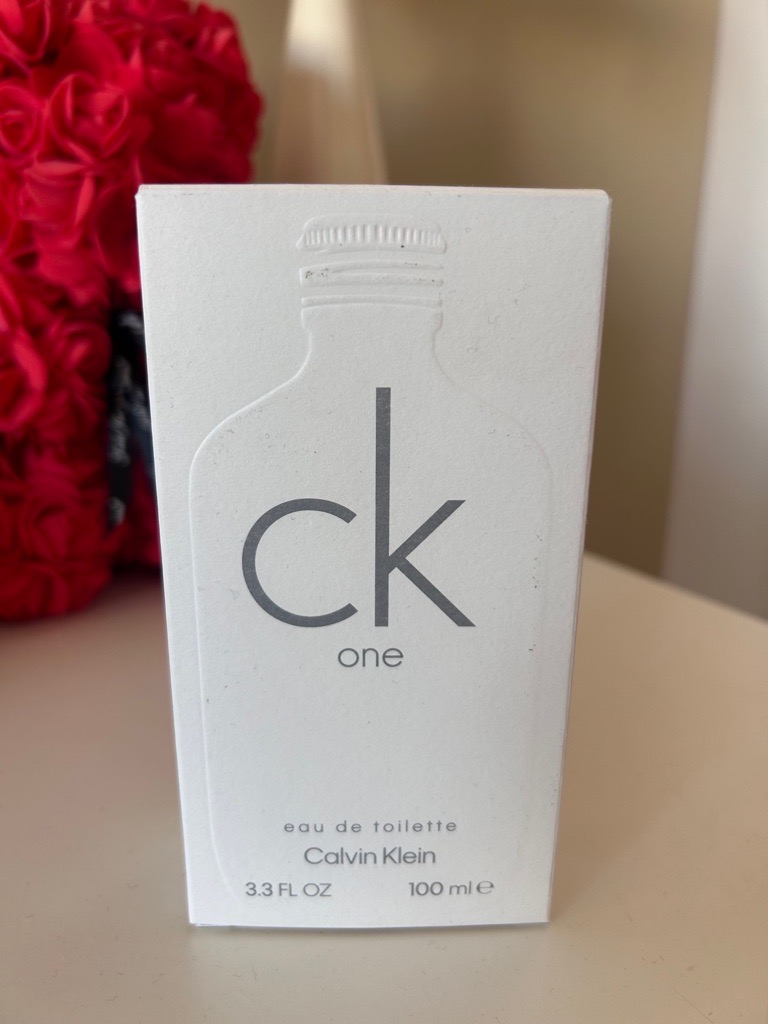 ck
one
eau de toilette
Calvin Klein
3.3 FL OZ 100 ml ℮